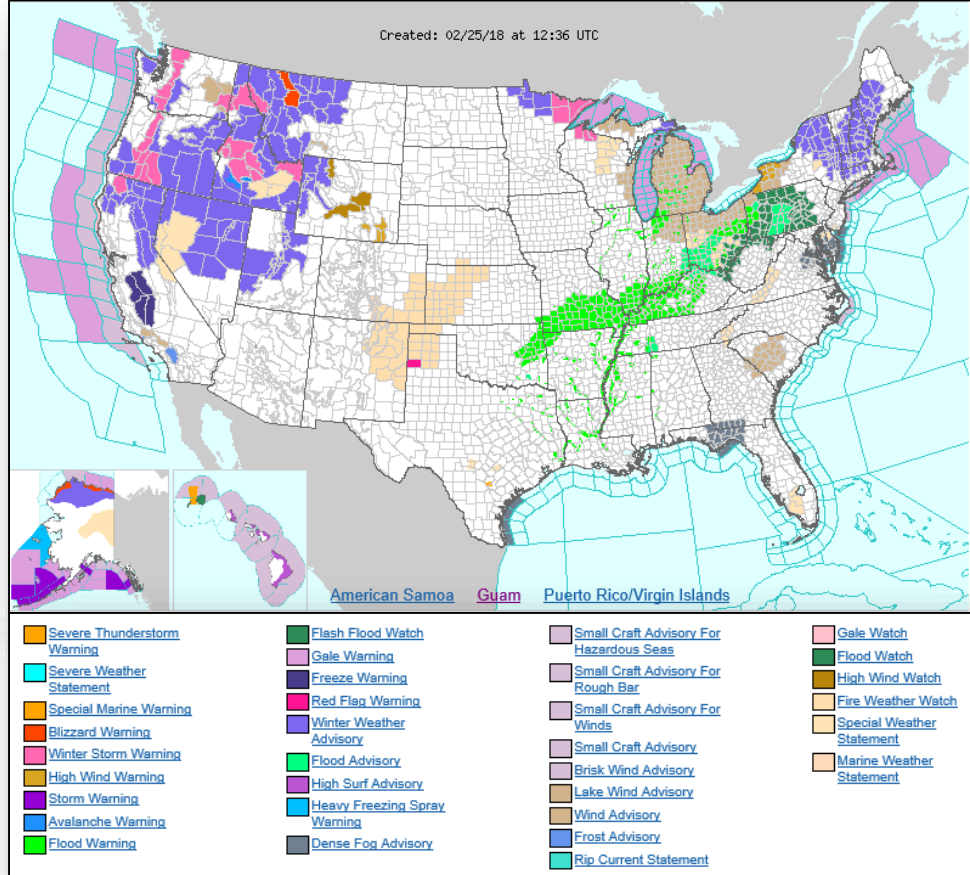 Created: 02/25/18 at 12:36 UTC
American Samoa Guam Puerto Rico/Virgin Islands
Severe Thunderstorm
Warning
Severe Weather
Statement
Special Marine Warning
Blizzard Warning
Winter Storm Warning
High Wind Warning
Storm Warning
Avalanche Warning
Flood Warning
Flash Flood Watch
Gale Warning
Freeze Warning
Red Flag Warning
Winter Weather
Advisory
Flood Advisory
High Surf Advisory
Heavy Freezing Spray
Warning
Dense Fog Advisory
Small Craft Advisory For
Hazardous Seas
Small Craft Advisory For
Rough Bar
Small Craft Advisory For
Winds
Small Craft Advisory
Brisk Wind Advisory
Lake Wind Advisory
Wind Advisory
Frost Advisory
Rip Current Statement
Gale Watch
Flood Watch
High Wind Watch
Fire Weather Watch
Special Weather
Statement
Marine Weather
Statement